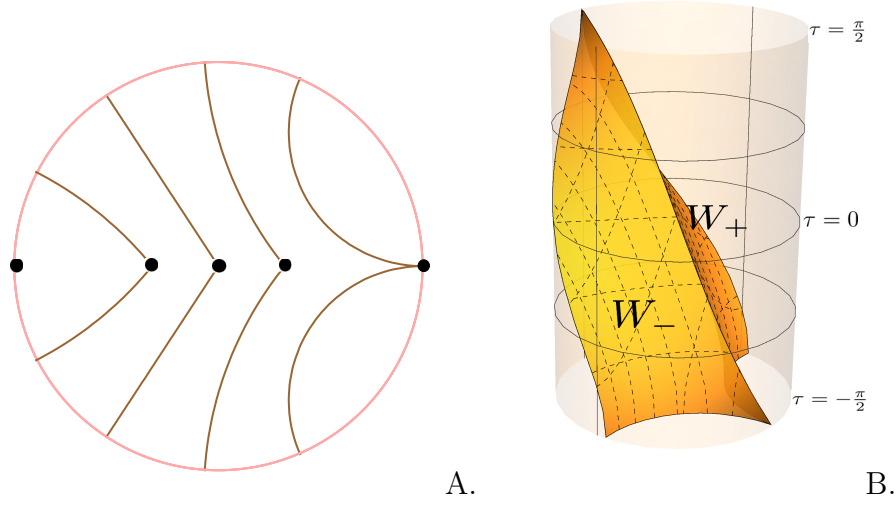 τ = π/2
W₊
τ = 0
W₋
τ = −π/2
A.
B.